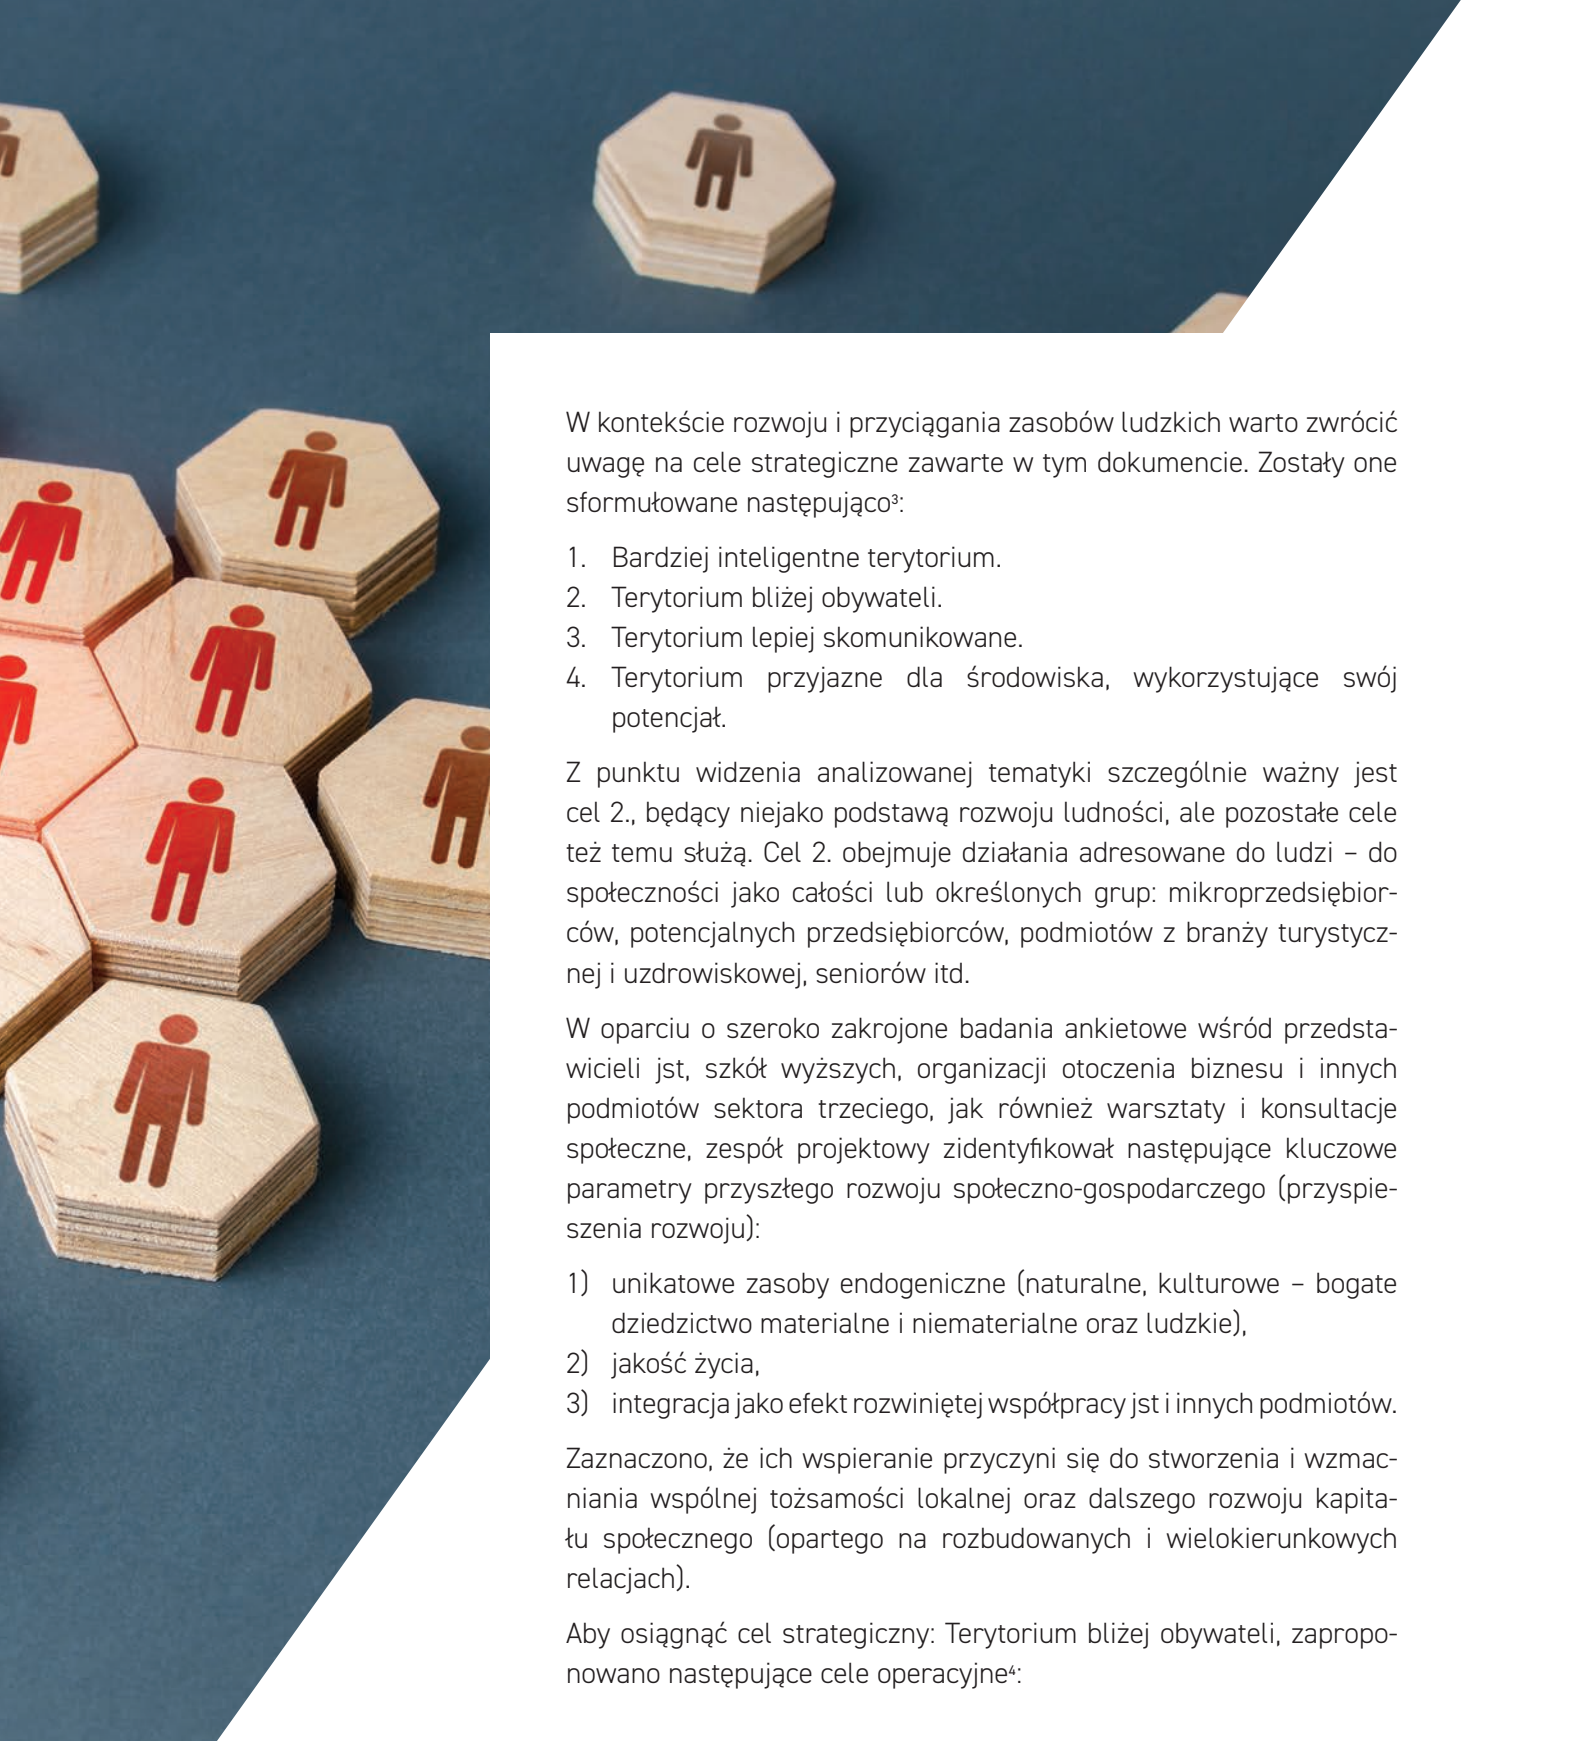 W kontekście rozwoju i przyciągania zasobów ludzkich warto zwrócić
uwagę na cele strategiczne zawarte w tym dokumencie. Zostały one
sformułowane następująco³:
1. Bardziej inteligentne terytorium.
2. Terytorium bliżej obywateli.
3. Terytorium lepiej skomunikowane.
4. Terytorium przyjazne dla środowiska, wykorzystujące swój
potencjał.
Z punktu widzenia analizowanej tematyki szczególnie ważny jest
cel 2., będący niejako podstawą rozwoju ludności, ale pozostałe cele
też temu służą. Cel 2. obejmuje działania adresowane do ludzi – do
społeczności jako całości lub określonych grup: mikroprzedsiębior-
ców, potencjalnych przedsiębiorców, podmiotów z branży turystycz-
nej i uzdrowiskowej, seniorów itd.
W oparciu o szeroko zakrojone badania ankietowe wśród przedsta-
wicieli jst, szkół wyższych, organizacji otoczenia biznesu i innych
podmiotów sektora trzeciego, jak również warsztaty i konsultacje
społeczne, zespół projektowy zidentyfikował następujące kluczowe
parametry przyszłego rozwoju społeczno-gospodarczego (przyspie-
szenia rozwoju):
1) unikatowe zasoby endogeniczne (naturalne, kulturowe – bogate
dziedzictwo materialne i niematerialne oraz ludzkie),
2) jakość życia,
3) integracja jako efekt rozwiniętej współpracy jst i innych podmiotów.
Zaznaczono, że ich wspieranie przyczyni się do stworzenia i wzmac-
niania wspólnej tożsamości lokalnej oraz dalszego rozwoju kapita-
łu społecznego (opartego na rozbudowanych i wielokierunkowych
relacjach).
Aby osiągnąć cel strategiczny: Terytorium bliżej obywateli, zapropo-
nowano następujące cele operacyjne⁴: